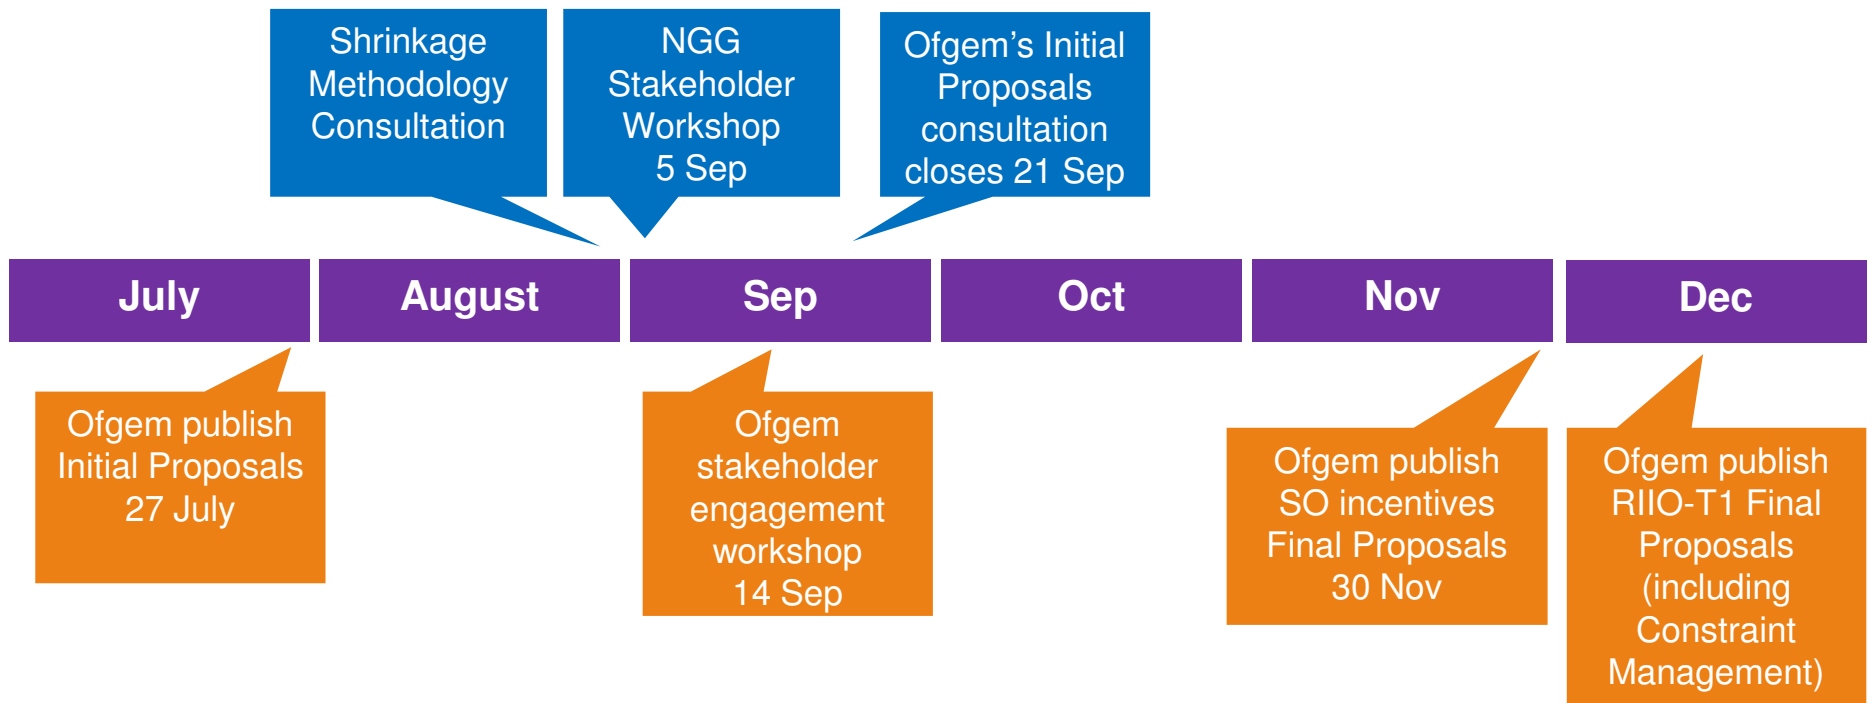 Shrinkage
Methodology
Consultation
NGG
Stakeholder
Workshop
5 Sep
Ofgem’s Initial
Proposals
consultation
closes 21 Sep
July
August
Sep
Oct
Nov
Dec
Ofgem publish
Initial Proposals
27 July
Ofgem
stakeholder
engagement
workshop
14 Sep
Ofgem publish
SO incentives
Final Proposals
30 Nov
Ofgem publish
RIIO-T1 Final
Proposals
(including
Constraint
Management)